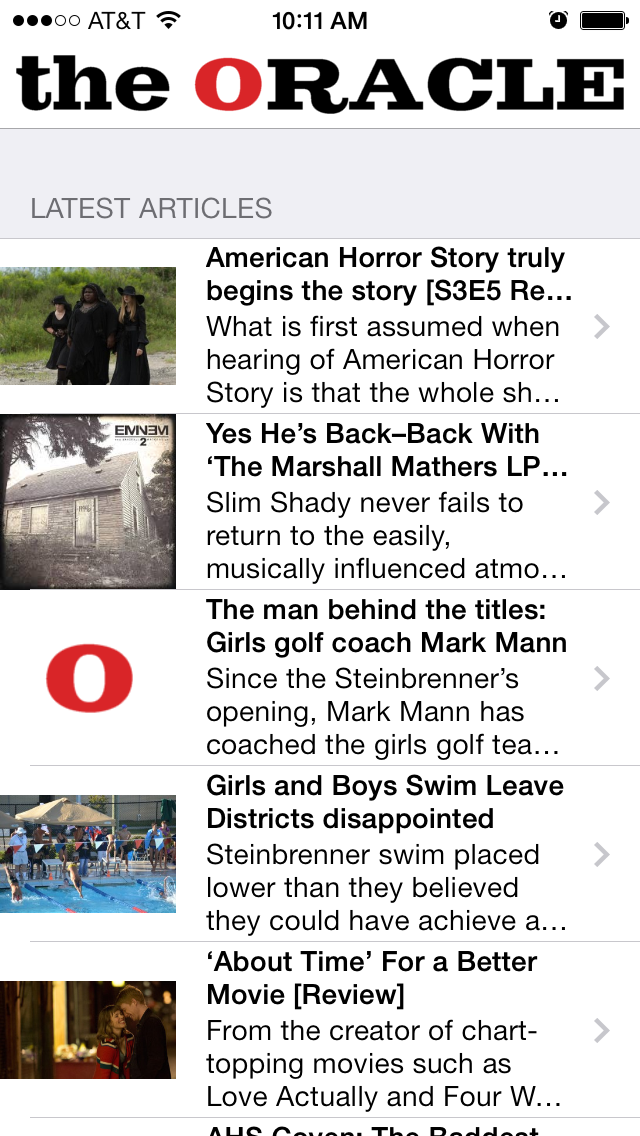 AT&T 10:11 AM
the ORACLE
LATEST ARTICLES
American Horror Story truly
begins the story [S3E5 Re…
What is first assumed when
hearing of American Horror
Story is that the whole sh…
EMINEM
2
Yes He’s Back–Back With
‘The Marshall Mathers LP…
Slim Shady never fails to
return to the easily,
musically influenced atmo…
O
The man behind the titles:
Girls golf coach Mark Mann
Since the Steinbrenner’s
opening, Mark Mann has
coached the girls golf tea…
Girls and Boys Swim Leave
Districts disappointed
Steinbrenner swim placed
lower than they believed
they could have achieve a…
‘About Time’ For a Better
Movie [Review]
From the creator of chart-
topping movies such as
Love Actually and Four W…
AHS Coven: The Baddest